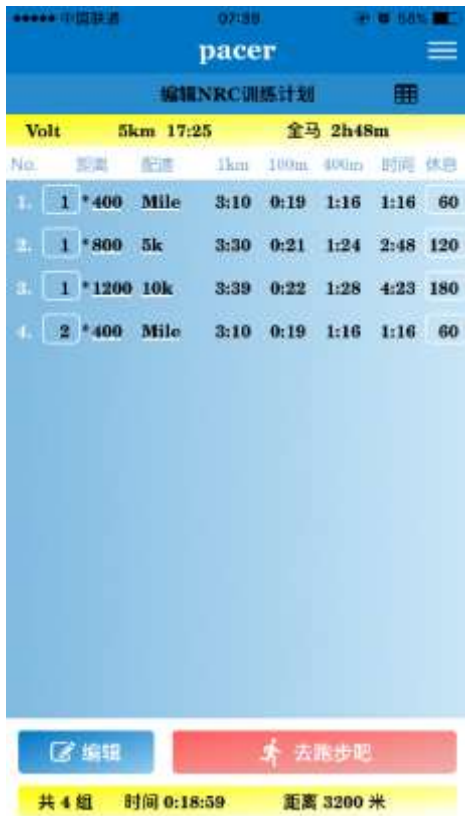 中国联通 07:39 58%
pacer
编辑NRC训练计划
Volt 5km 17:25 全马 2h48m
No. 距离 配速 1km 100m 400m 时间 休息
1. 1 *400 Mile 3:10 0:19 1:16 1:16 60
2. 1 *800 5k 3:30 0:21 1:24 2:48 120
3. 1 *1200 10k 3:39 0:22 1:28 4:23 180
4. 2 *400 Mile 3:10 0:19 1:16 1:16 60
编辑 去跑步吧
共 4 组 时间 0:18:59 距离 3200 米